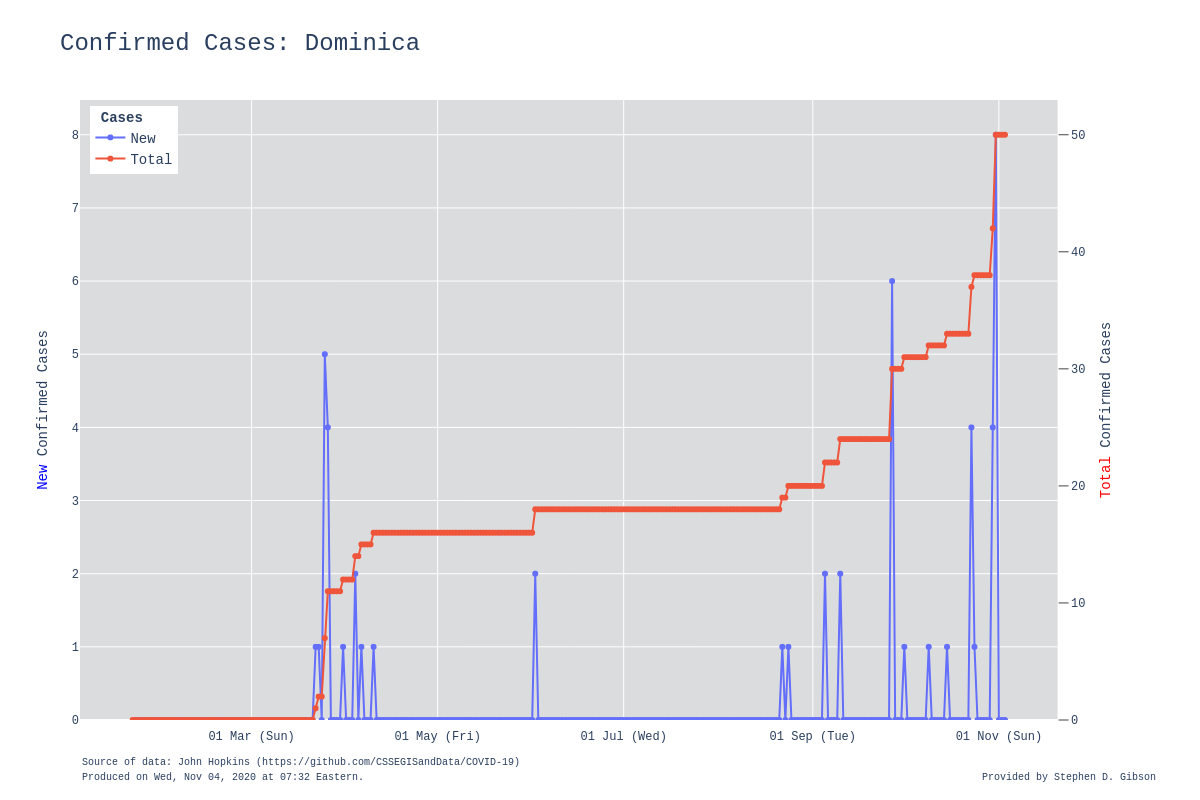 Confirmed Cases: Dominica
Cases
New
Total
8
7
6
5
4
3
2
1
0
New Confirmed Cases
50
40
30
20
10
0
Total Confirmed Cases
01 Mar (Sun)
01 May (Fri)
01 Jul (Wed)
01 Sep (Tue)
01 Nov (Sun)
Source of data: John Hopkins (https://github.com/CSSEGISandData/COVID-19)
Produced on Wed, Nov 04, 2020 at 07:32 Eastern.
Provided by Stephen D. Gibson